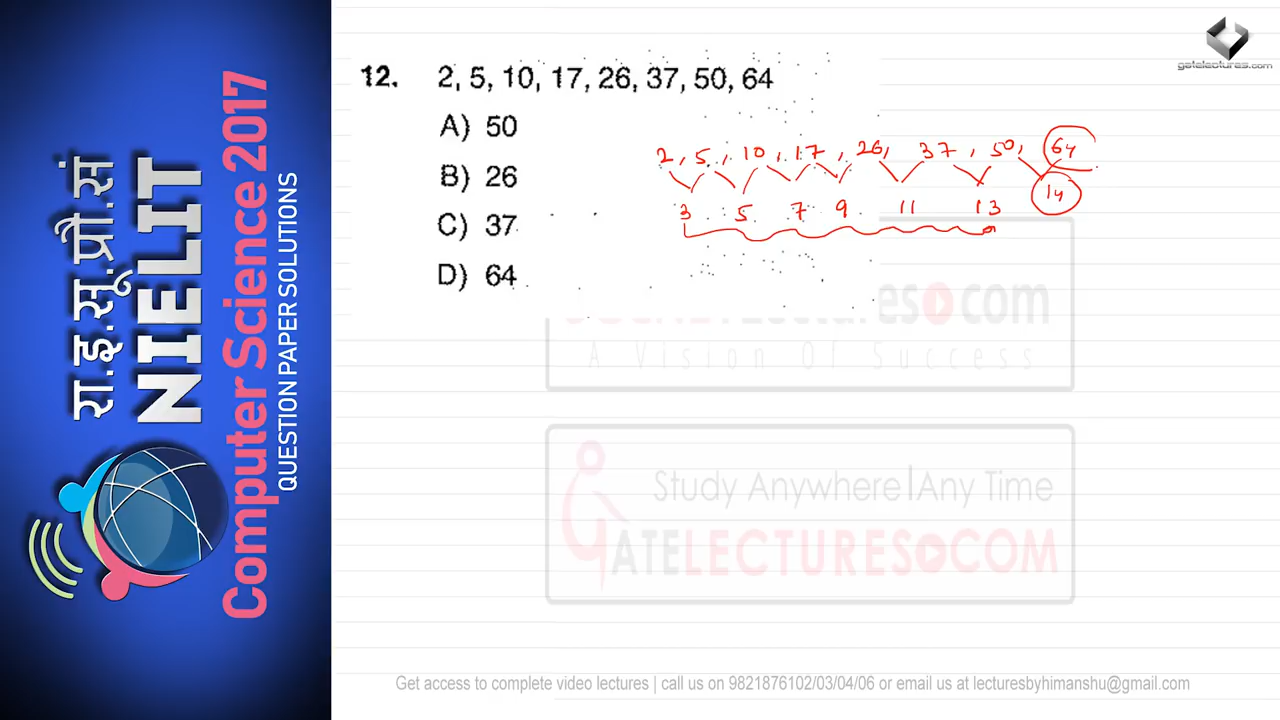 रा.इ.सू.प्रौ.सं
NIELIT
Computer Science 2017
QUESTION PAPER SOLUTIONS
gatelectures.com
12. 2, 5, 10, 17, 26, 37, 50, 64
A) 50
B) 26
C) 37
D) 64
2, 5, 10, 17, 26, 37, 50, 64
3 5 7 9 11 13 14
Lectures.com
A Vision Of Success
Study Anywhere|Any Time
GATELECTURES.COM
Get access to complete video lectures | call us on 9821876102/03/04/06 or email us at lecturesbyhimanshu@gmail.com